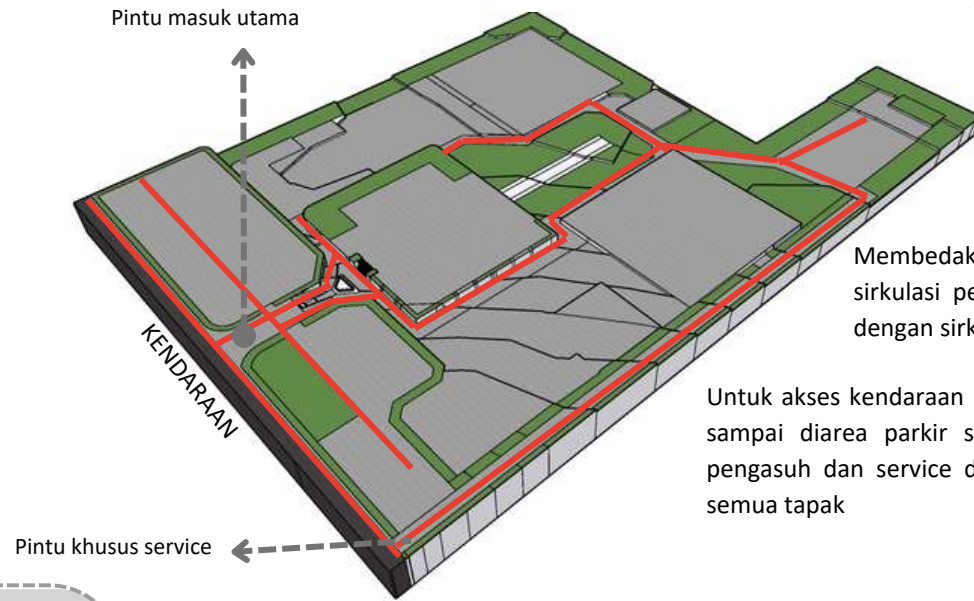 Pintu masuk utama
KENDARAAN
Membedak
sirkulasi pe
dengan sirk
Untuk akses kendaraan
sampai diarea parkir s
pengasuh dan service d
semua tapak
Pintu khusus service